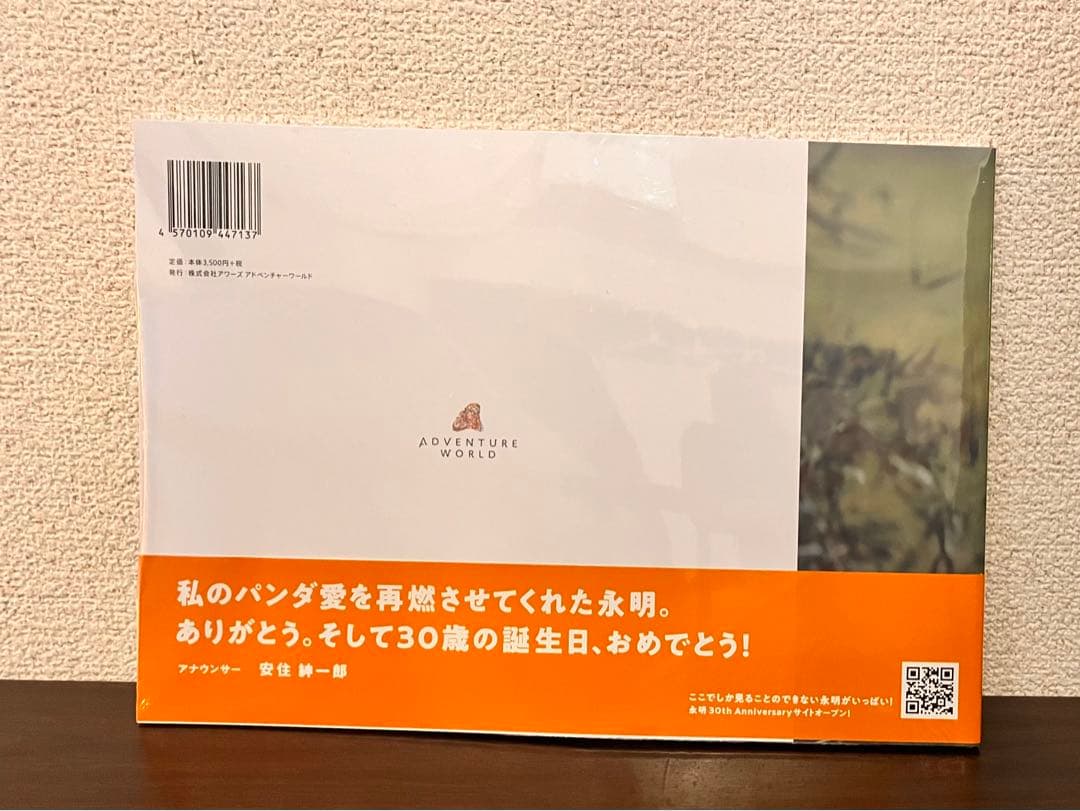 4 570109 447137
定価：本体3,500円+税
発行：株式会社アワーズ アドベンチャーワールド
ADVENTURE
WORLD
私のパンダ愛を再燃させてくれた永明。
ありがとう。そして30歳の誕生日、おめでとう!
アナウンサー 安住 紳一郎
ここでしか見ることのできない永明がいっぱい!
永明 30th Anniversaryサイトオープン!